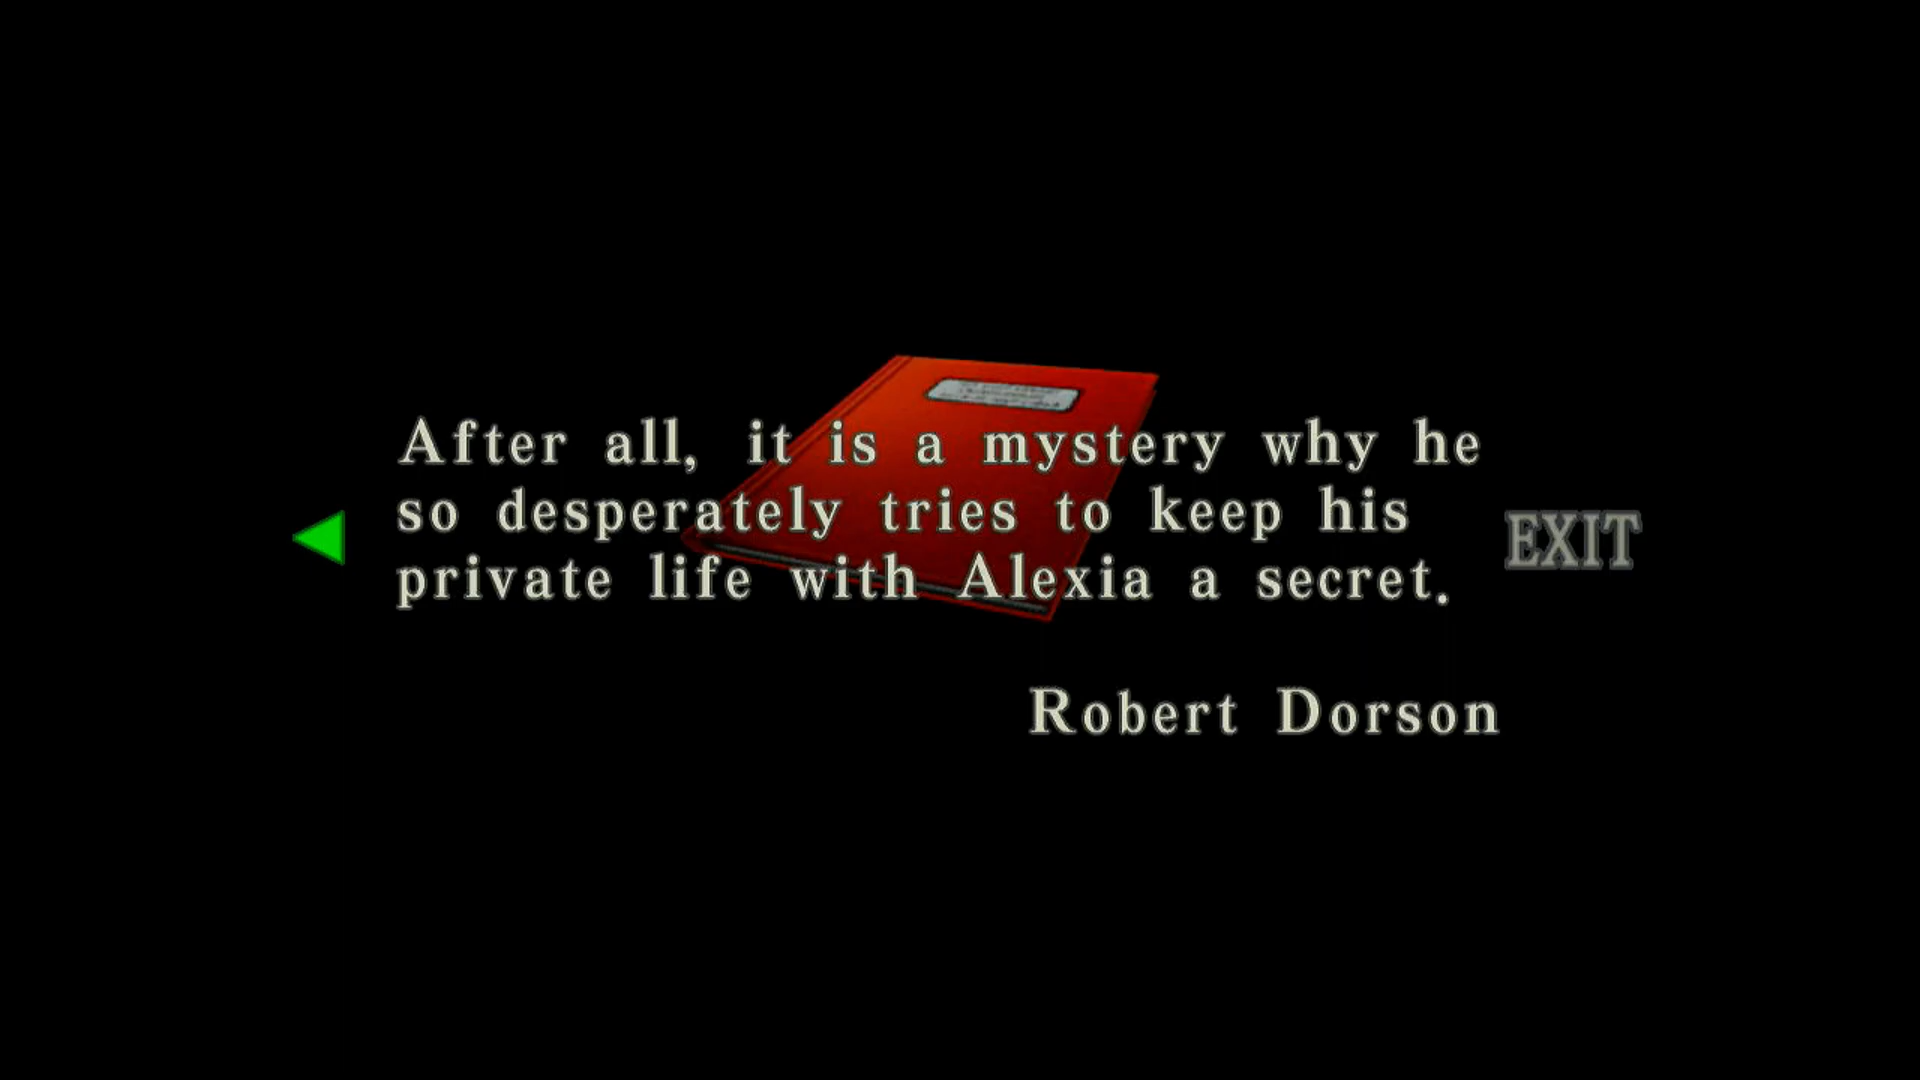 After all, it is a mystery why he
so desperately tries to keep his
private life with Alexia a secret.
EXIT
Robert Dorson